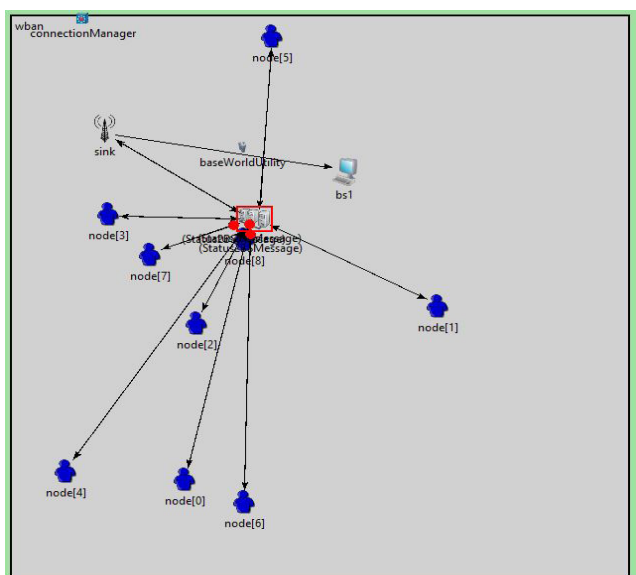 wban
connectionManager
node[5]
sink
baseWorldUtility
bs1
node[3]
(StatusBSMessage)
node[8]
node[7]
node[1]
node[2]
node[4]
node[0]
node[6]